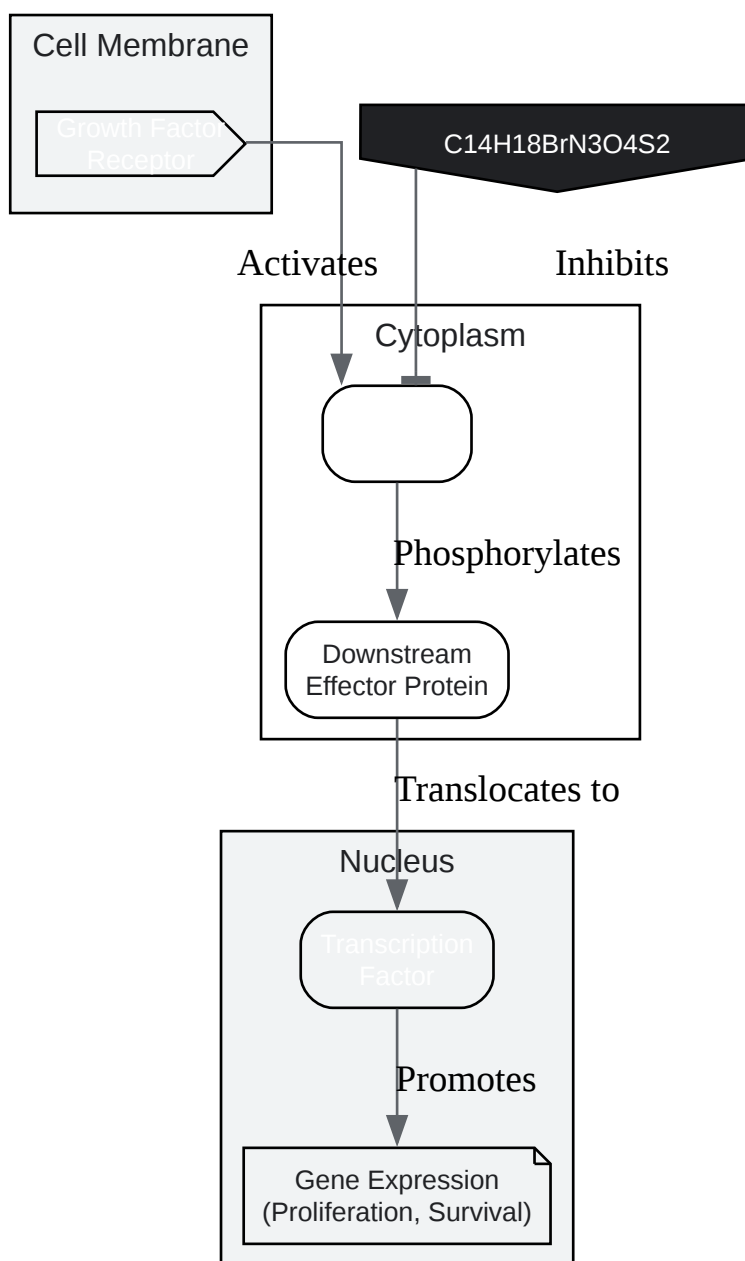 Cell Membrane
Growth Factor
Receptor
C14H18BrN3O4S2
Activates
Inhibits
Cytoplasm
Phosphorylates
Downstream
Effector Protein
Translocates to
Nucleus
Transcription
Factor
Promotes
Gene Expression
(Proliferation, Survival)